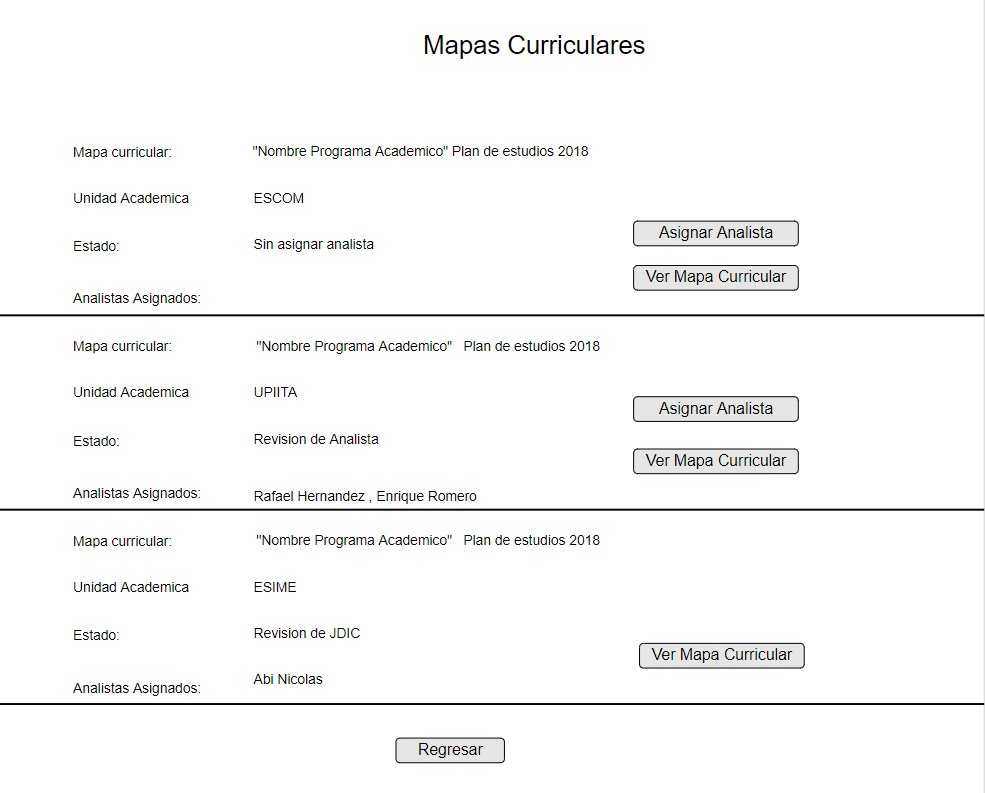 Mapas Curriculares
Mapa curricular: "Nombre Programa Academico" Plan de estudios 2018
Unidad Academica ESCOM
Estado: Sin asignar analista
Asignar Analista
Ver Mapa Curricular
Analistas Asignados:
Mapa curricular: "Nombre Programa Academico" Plan de estudios 2018
Unidad Academica UPIITA
Asignar Analista
Estado: Revision de Analista
Ver Mapa Curricular
Analistas Asignados: Rafael Hernandez , Enrique Romero
Mapa curricular: "Nombre Programa Academico" Plan de estudios 2018
Unidad Academica ESIME
Estado: Revision de JDIC
Ver Mapa Curricular
Analistas Asignados: Abi Nicolas
Regresar